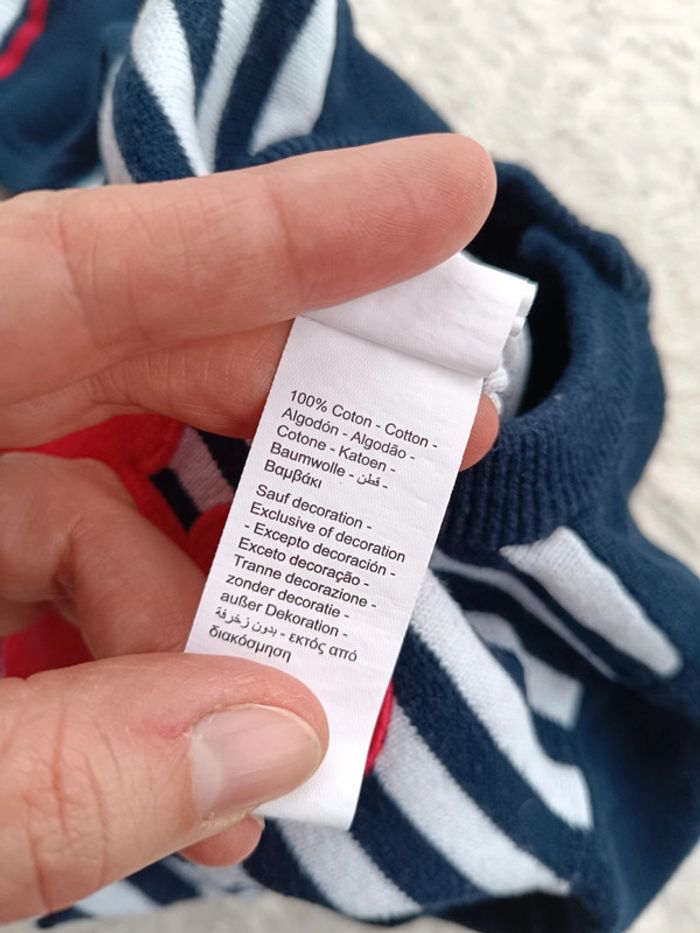 100% Coton - Cotton -
Algodón - Algodão -
Cotone - Katoen -
Baumwolle - قطن -
Βαμβάκι
Sauf decoration -
Exclusive of decoration
- Excepto decoración -
Exceto decoração -
Tranne decorazione -
zonder decoratie -
außer Dekoration -
بدون زخرفة - εκτός από
διακόσμηση